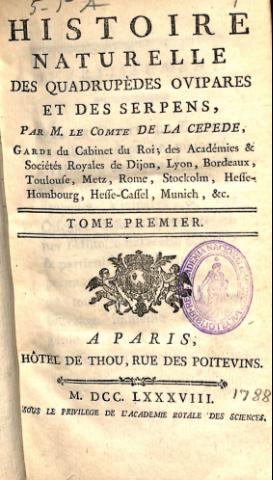 HISTOIRE
NATURELLE
DES QUADRUPÈDES OVIPARES
ET DES SERPENS,
PAR M. LE COMTE DE LA CEPEDE,
GARDE du Cabinet du Roi; des Académies &
Sociétés Royales de Dijon, Lyon, Bordeaux,
Toulouse, Metz, Rome, Stockolm, Hesse-
Hombourg, Hesse-Cassel, Munich, &c.
TOME PREMIER.
A PARIS,
HÔTEL DE THOU, RUE DES POITEVINS.
M. DCC. LXXXVIII.
1788
SOUS LE PRIVILEGE DE L'ACADEMIE ROYALE DES SCIENCES.